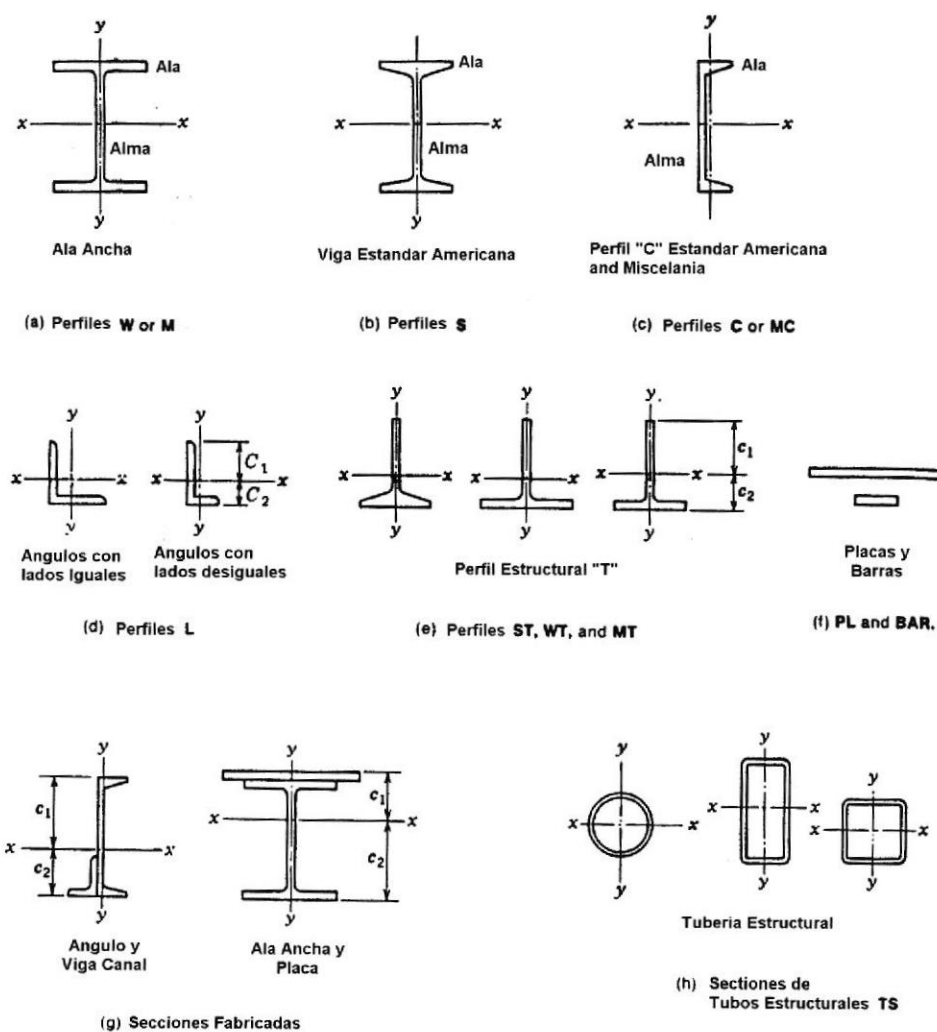 y
Ala
x
x
Alma
y
Ala Ancha
(a) Perfiles W or M
y
Ala
x
x
Alma
y
Viga Estandar Americana
(b) Perfiles S
y
Ala
x
x
Alma
Perfil "C" Estandar Americana
and Miscelania
(c) Perfiles C or MC
y
x
x
y
Angulos con
lados Iguales
y
C1
x
x
C2
y
Angulos con
lados desiguales
(d) Perfiles L
y
x
x
y
y
x
x
y
y
c1
x
x
c2
y
Perfil Estructural "T"
(e) Perfiles ST, WT, and MT
Placas y
Barras
(f) PL and BAR.
y
c1
x
x
c2
y
Angulo y
Viga Canal
y
c1
x
x
c2
y
Ala Ancha y
Placa
(g) Secciones Fabricadas
y
x
x
y
y
x
x
y
y
x
x
y
Tuberia Estructural
(h) Sectiones de
Tubos Estructurales TS